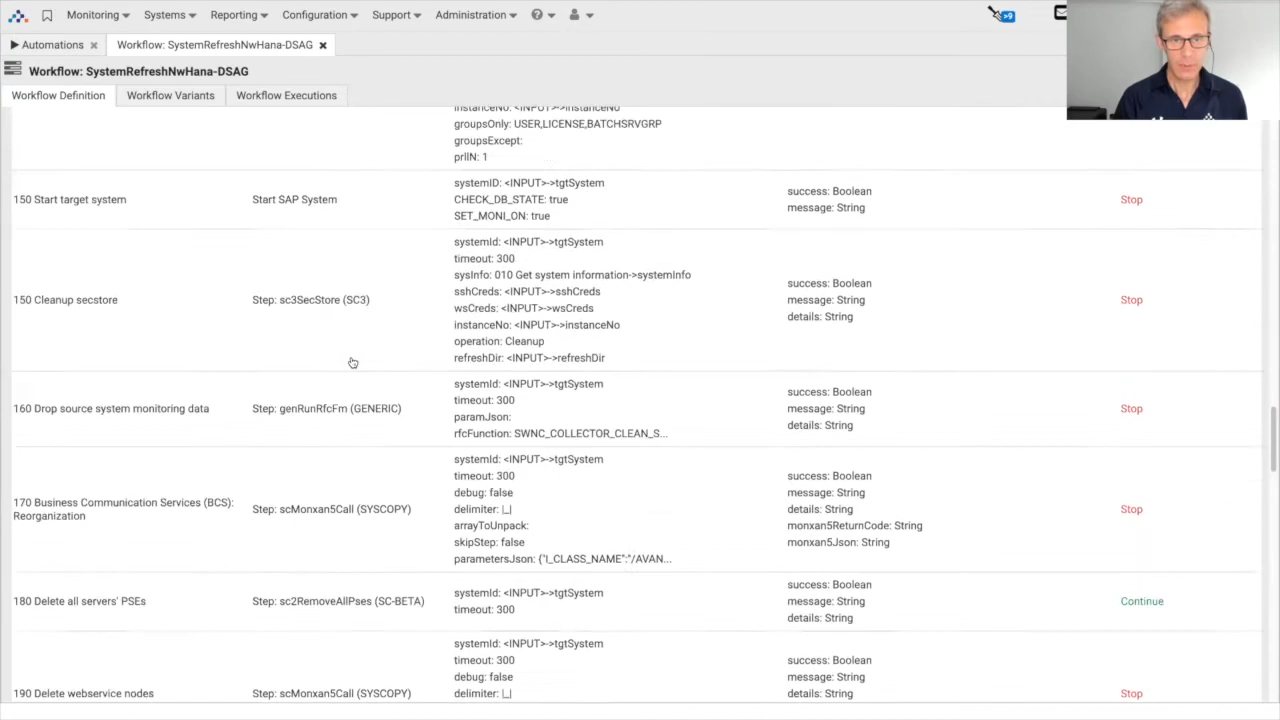 Monitoring Systems Reporting Configuration Support Administration >9
Automations Workflow: SystemRefreshNwHana-DSAG
Workflow: SystemRefreshNwHana-DSAG
Workflow Definition Workflow Variants Workflow Executions
instanceNo: <INPUT>->instanceNo
groupsOnly: USER,LICENSE,BATCHSRVGRP
groupsExcept:
prllN: 1
150 Start target system
Start SAP System
systemID: <INPUT>->tgtSystem
CHECK_DB_STATE: true
SET_MONI_ON: true
success: Boolean
message: String
Stop
150 Cleanup secstore
Step: sc3SecStore (SC3)
systemId: <INPUT>->tgtSystem
timeout: 300
sysInfo: 010 Get system information->systemInfo
sshCreds: <INPUT>->sshCreds
wsCreds: <INPUT>->wsCreds
instanceNo: <INPUT>->instanceNo
operation: Cleanup
refreshDir: <INPUT>->refreshDir
success: Boolean
message: String
details: String
Stop
160 Drop source system monitoring data
Step: genRunRfcFm (GENERIC)
systemId: <INPUT>->tgtSystem
timeout: 300
paramJson:
rfcFunction: SWNC_COLLECTOR_CLEAN_S...
success: Boolean
message: String
details: String
Stop
170 Business Communication Services (BCS):
Reorganization
Step: scMonxan5Call (SYSCOPY)
systemId: <INPUT>->tgtSystem
timeout: 300
debug: false
delimiter: |_|
arrayToUnpack:
skipStep: false
parametersJson: {"I_CLASS_NAME":"/AVAN...
success: Boolean
message: String
details: String
monxan5ReturnCode: String
monxan5Json: String
Stop
180 Delete all servers' PSEs
Step: sc2RemoveAllPses (SC-BETA)
systemId: <INPUT>->tgtSystem
timeout: 300
success: Boolean
message: String
details: String
Continue
190 Delete webservice nodes
Step: scMonxan5Call (SYSCOPY)
systemId: <INPUT>->tgtSystem
timeout: 300
debug: false
delimiter: |_|
success: Boolean
message: String
details: String
Stop